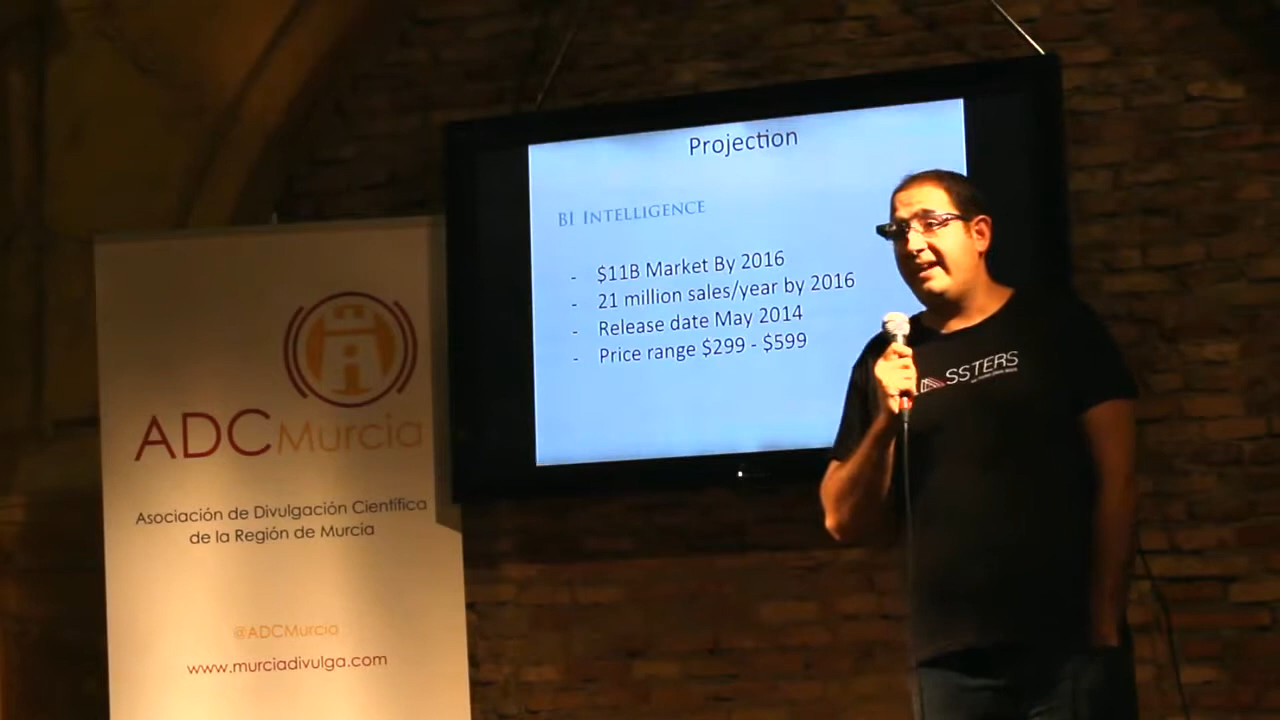 Projection
BI INTELLIGENCE
- $11B Market By 2016
- 21 million sales/year by 2016
- Release date May 2014
- Price range $299 - $599
SSTERS
ADCMurcia
Asociación de Divulgación Científica
de la Región de Murcia
@ADCMurcia
www.murciadivulga.com